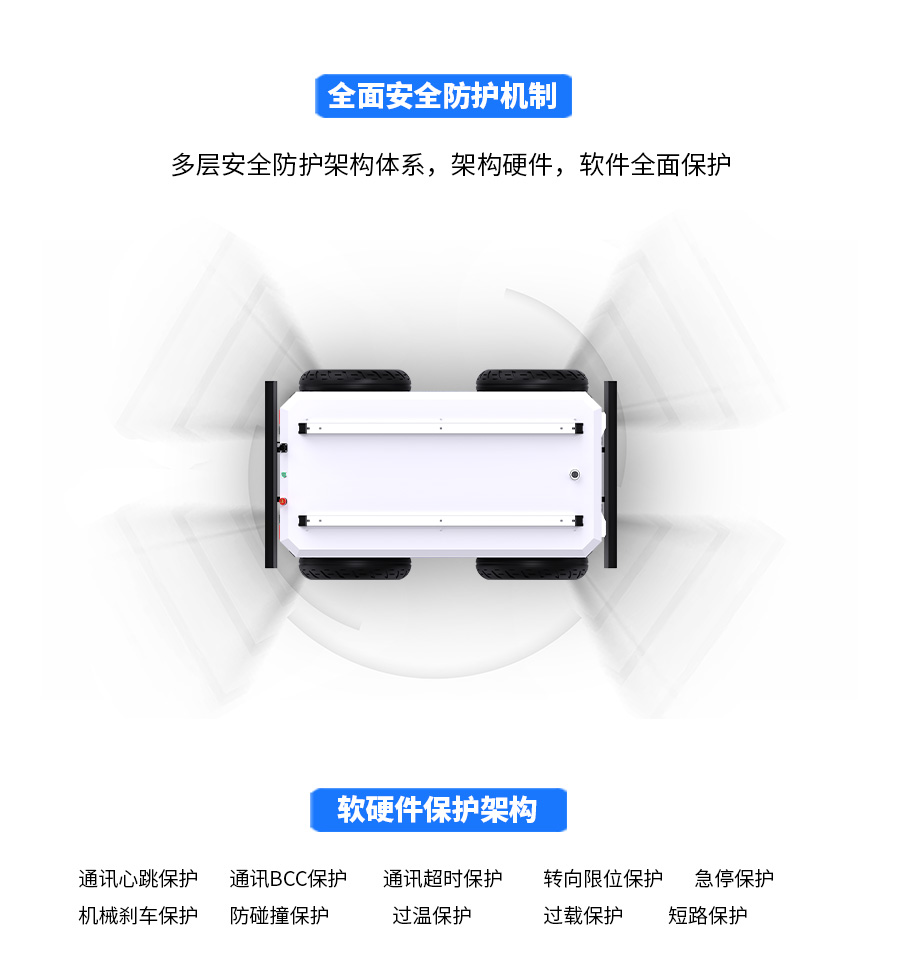 全面安全防护机制
多层安全防护架构体系，架构硬件，软件全面保护
软硬件保护架构
通讯心跳保护 通讯BCC保护 通讯超时保护 转向限位保护 急停保护
机械刹车保护 防碰撞保护 过温保护 过载保护 短路保护